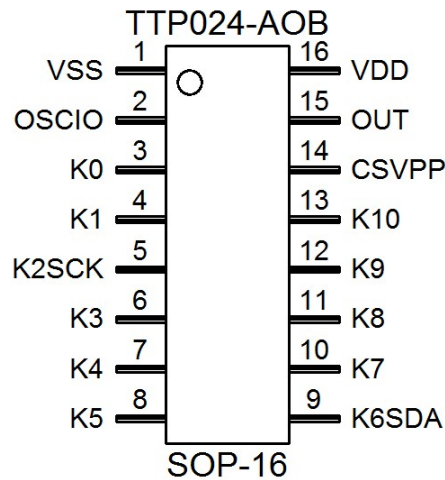 TTP024-AOB
VSS 1 16 VDD
OSCIO 2 15 OUT
K0 3 14 CSVPP
K1 4 13 K10
K2SCK 5 12 K9
K3 6 11 K8
K4 7 10 K7
K5 8 9 K6SDA
SOP-16